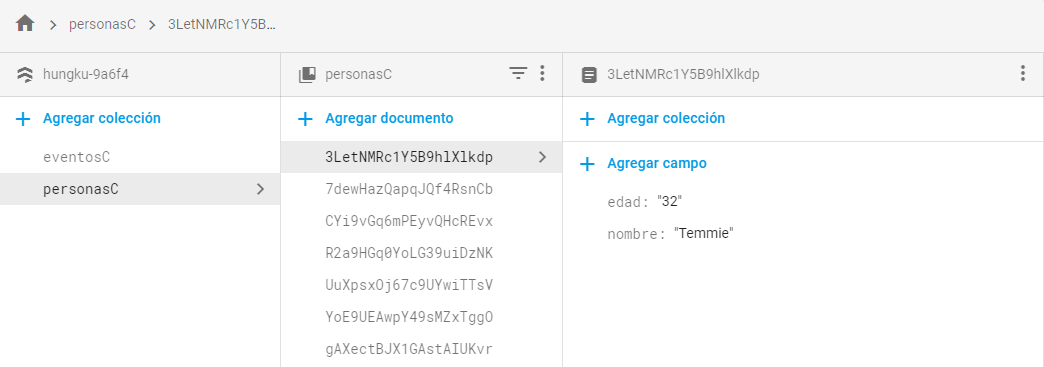 personasC
3LetNMRc1Y5B...
hungku-9a6f4
personasC
3LetNMRc1Y5B9hlXlkdp
Agregar colección
Agregar documento
Agregar colección
eventosC
personasC
3LetNMRc1Y5B9hlXlkdp
7dewHazQapqJQf4RsnCb
CYi9vGq6mPEyvQHcREvx
R2a9HGq0YoLG39uiDzNK
UuXpsxOj67c9UYwiTTsV
YoE9UEAwpY49sMZxTggO
gAXectBJX1GAstAIUKvr
Agregar campo
edad: "32"
nombre: "Temmie"